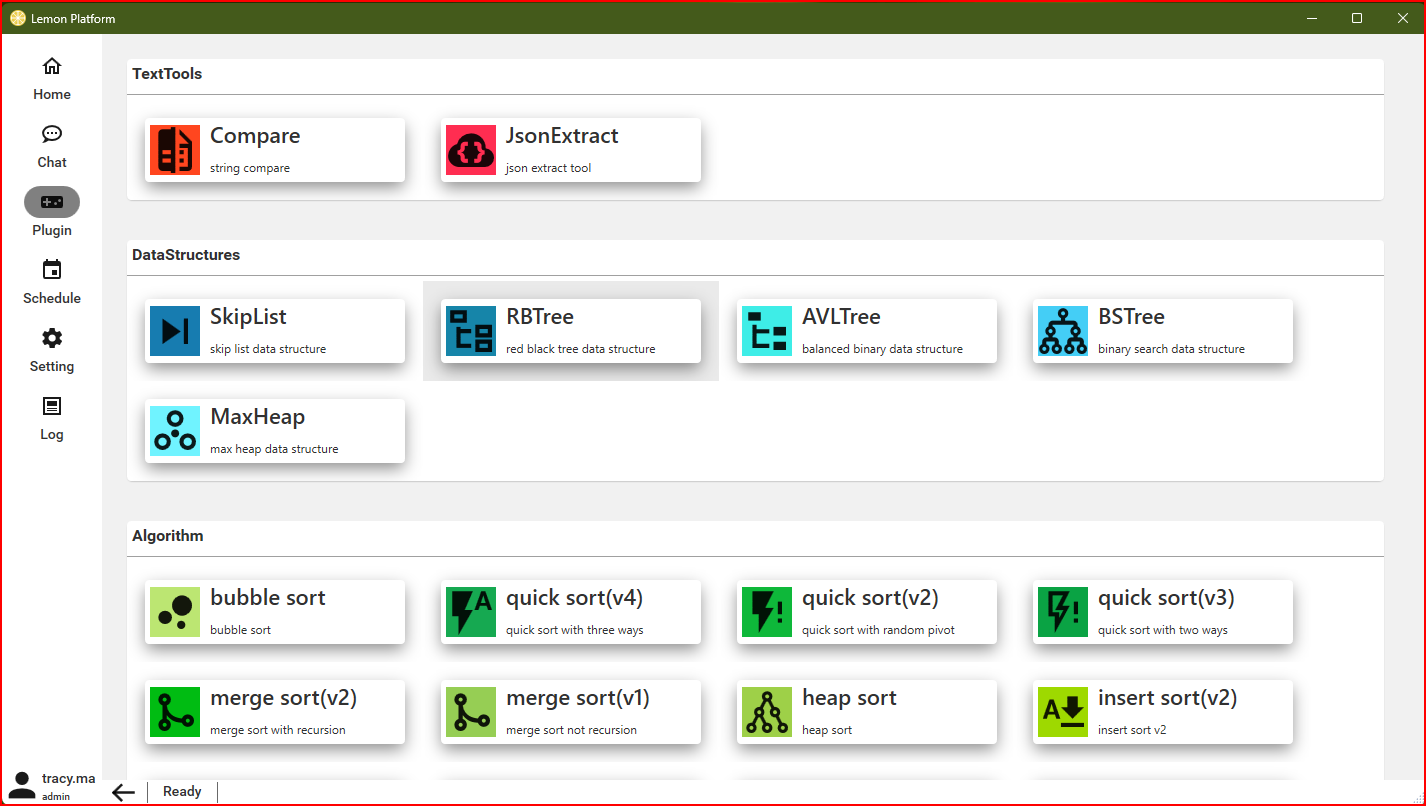 Lemon Platform
Home
Chat
Plugin
Schedule
Setting
Log
tracy.ma
admin
TextTools
Compare
string compare
JsonExtract
json extract tool
DataStructures
SkipList
skip list data structure
RBTree
red black tree data structure
AVLTree
balanced binary data structure
BSTree
binary search data structure
MaxHeap
max heap data structure
Algorithm
bubble sort
bubble sort
A
quick sort(v4)
quick sort with three ways
quick sort(v2)
quick sort with random pivot
quick sort(v3)
quick sort with two ways
merge sort(v2)
merge sort with recursion
merge sort(v1)
merge sort not recursion
heap sort
heap sort
A
insert sort(v2)
insert sort v2
Ready